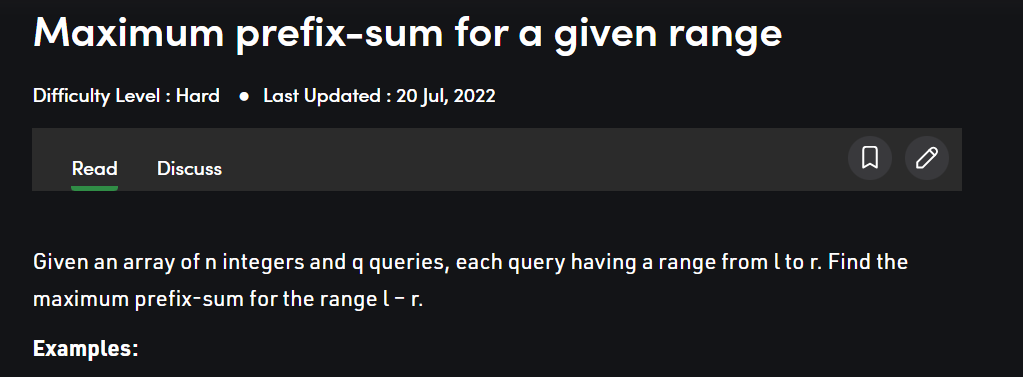 Maximum prefix-sum for a given range
Difficulty Level : Hard ● Last Updated : 20 Jul, 2022
Read Discuss
Given an array of n integers and q queries, each query having a range from l to r. Find the
maximum prefix-sum for the range l – r.
Examples: